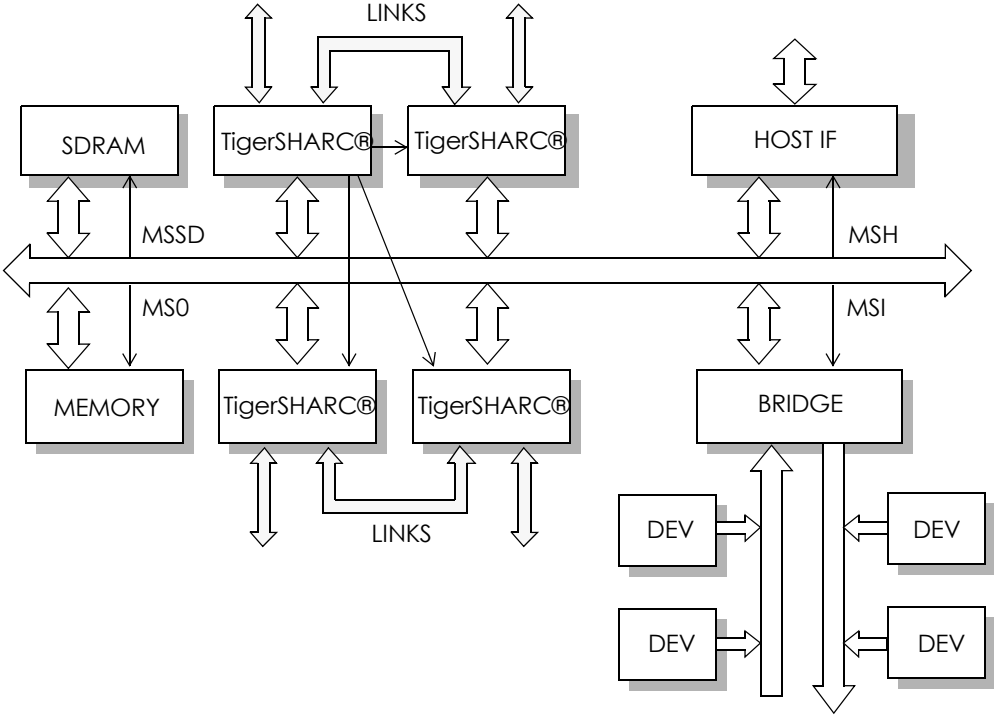 LINKS
SDRAM
TigerSHARC®
TigerSHARC®
HOST IF
MSSD
MSH
MS0
MSI
MEMORY
TigerSHARC®
TigerSHARC®
BRIDGE
LINKS
DEV
DEV
DEV
DEV